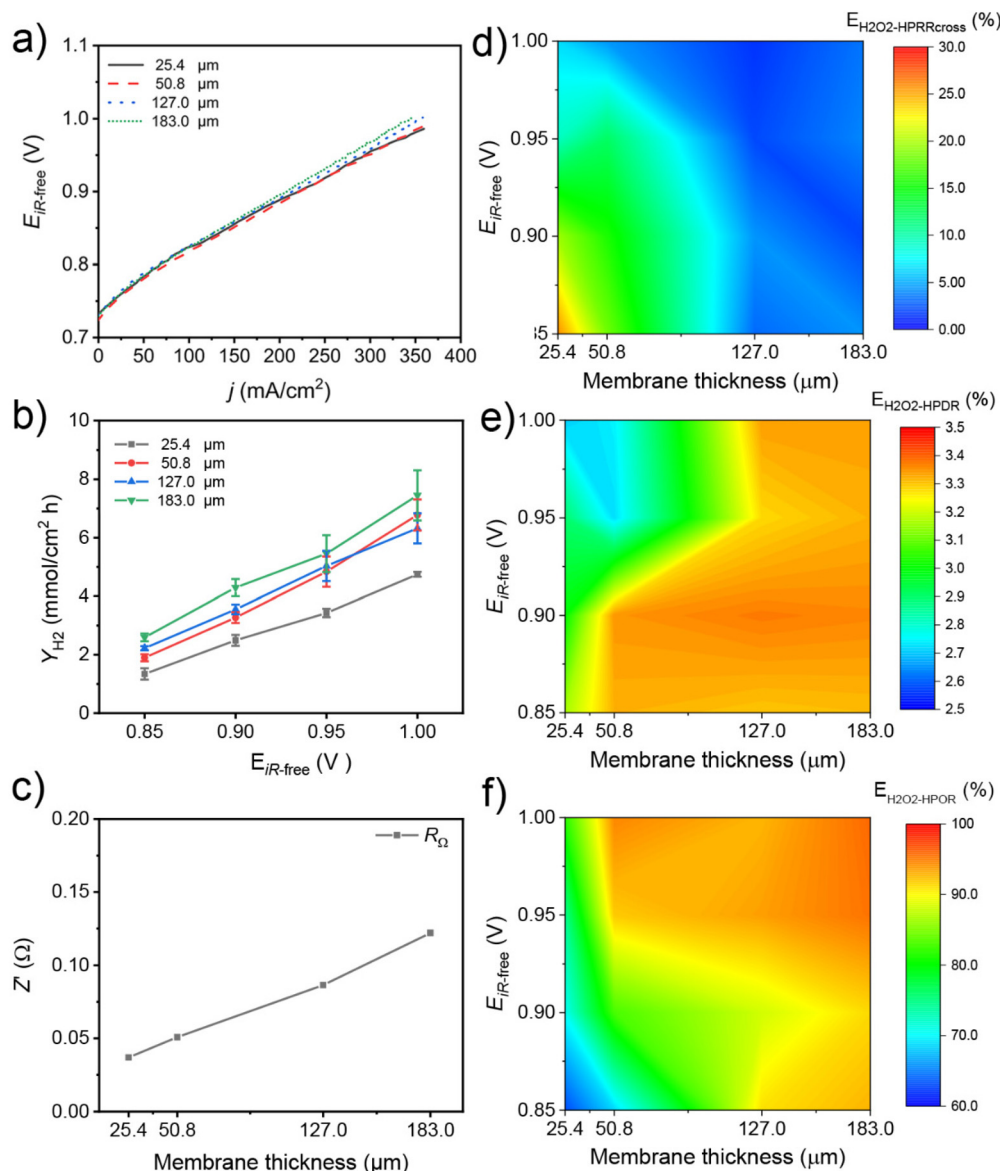 a)
1.1
1.0
0.9
0.8
0.7
E_iR-free (V)
25.4 μm
50.8 μm
127.0 μm
183.0 μm
0 50 100 150 200 250 300 350 400
j (mA/cm²)
b)
10
8
6
4
2
0
Y_H2 (mmol/cm² h)
25.4 μm
50.8 μm
127.0 μm
183.0 μm
0.85 0.90 0.95 1.00
E_iR-free (V )
c)
0.20
0.15
0.10
0.05
0.00
Z' (Ω)
R_Ω
25.4 50.8 127.0 183.0
Membrane thickness (μm)
d)
E_H2O2-HPRRcross (%)
1.00
0.95
0.90
5
E_iR-free (V)
30.0
25.0
20.0
15.0
10.0
5.00
0.00
25.4 50.8 127.0 183.0
Membrane thickness (μm)
e)
E_H2O2-HPDR (%)
1.00
0.95
0.90
0.85
E_iR-free (V)
3.5
3.4
3.3
3.2
3.1
3.0
2.9
2.8
2.7
2.6
2.5
25.4 50.8 127.0 183.0
Membrane thickness (μm)
f)
E_H2O2-HPOR (%)
1.00
0.95
0.90
0.85
E_iR-free (V)
100
90.0
80.0
70.0
60.0
25.4 50.8 127.0 183.0
Membrane thickness (μm)